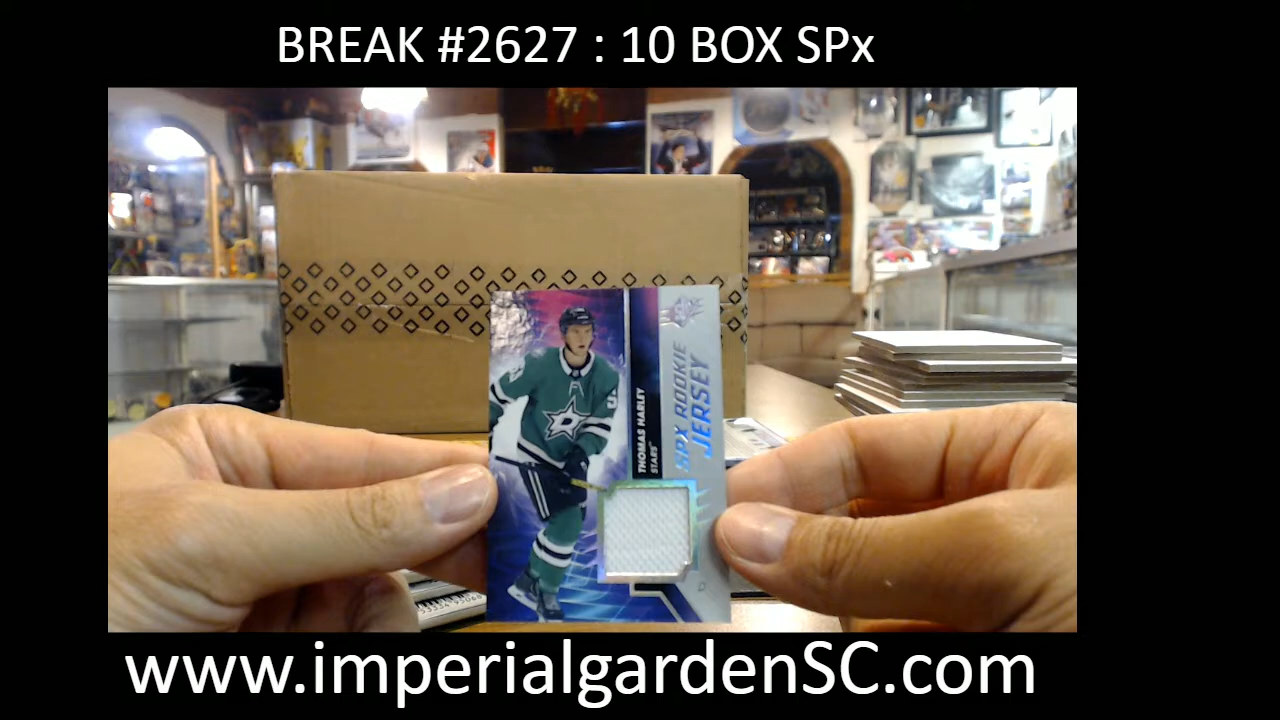 BREAK #2627 : 10 BOX SPx
THOMAS HARLEY
STARS
SPX ROOKIE
JERSEY
D
www.imperialgardenSC.com